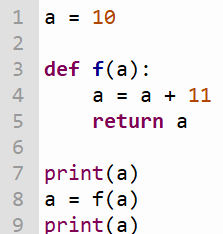 1 a = 10
2
3 def f(a):
4     a = a + 11
5     return a
6
7 print(a)
8 a = f(a)
9 print(a)